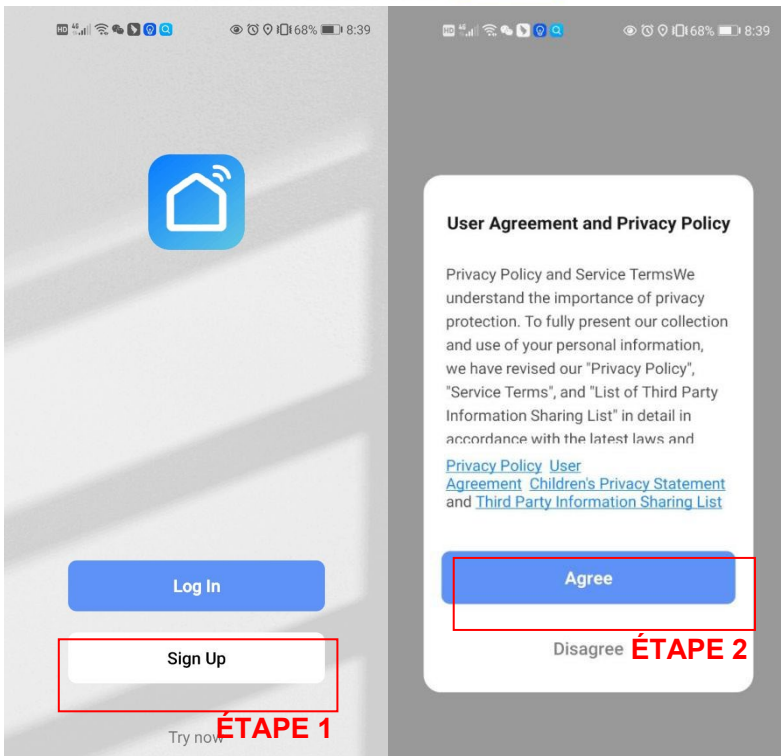 HD 4G 68% 8:39
Log In
Sign Up
ÉTAPE 1
Try now
HD 4G 68% 8:39
User Agreement and Privacy Policy
Privacy Policy and Service TermsWe
understand the importance of privacy
protection. To fully present our collection
and use of your personal information,
we have revised our "Privacy Policy",
"Service Terms", and "List of Third Party
Information Sharing List" in detail in
accordance with the latest laws and
Privacy Policy User
Agreement Children's Privacy Statement
and Third Party Information Sharing List
Agree
Disagree
ÉTAPE 2